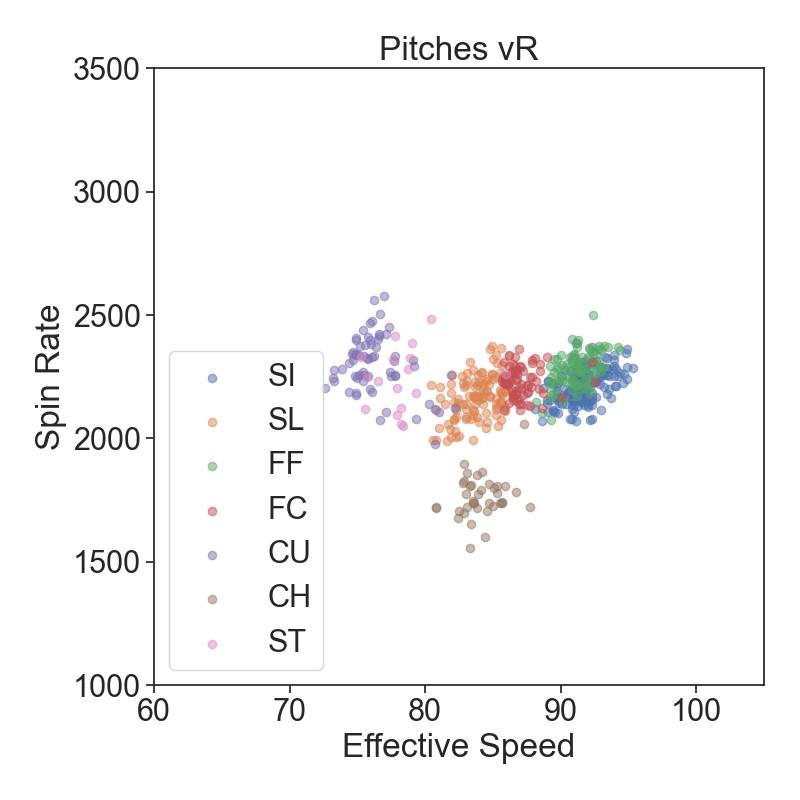 Pitches vR
3500
3000
2500
2000
1500
1000
Spin Rate
SI
SL
FF
FC
CU
CH
ST
60 70 80 90 100
Effective Speed